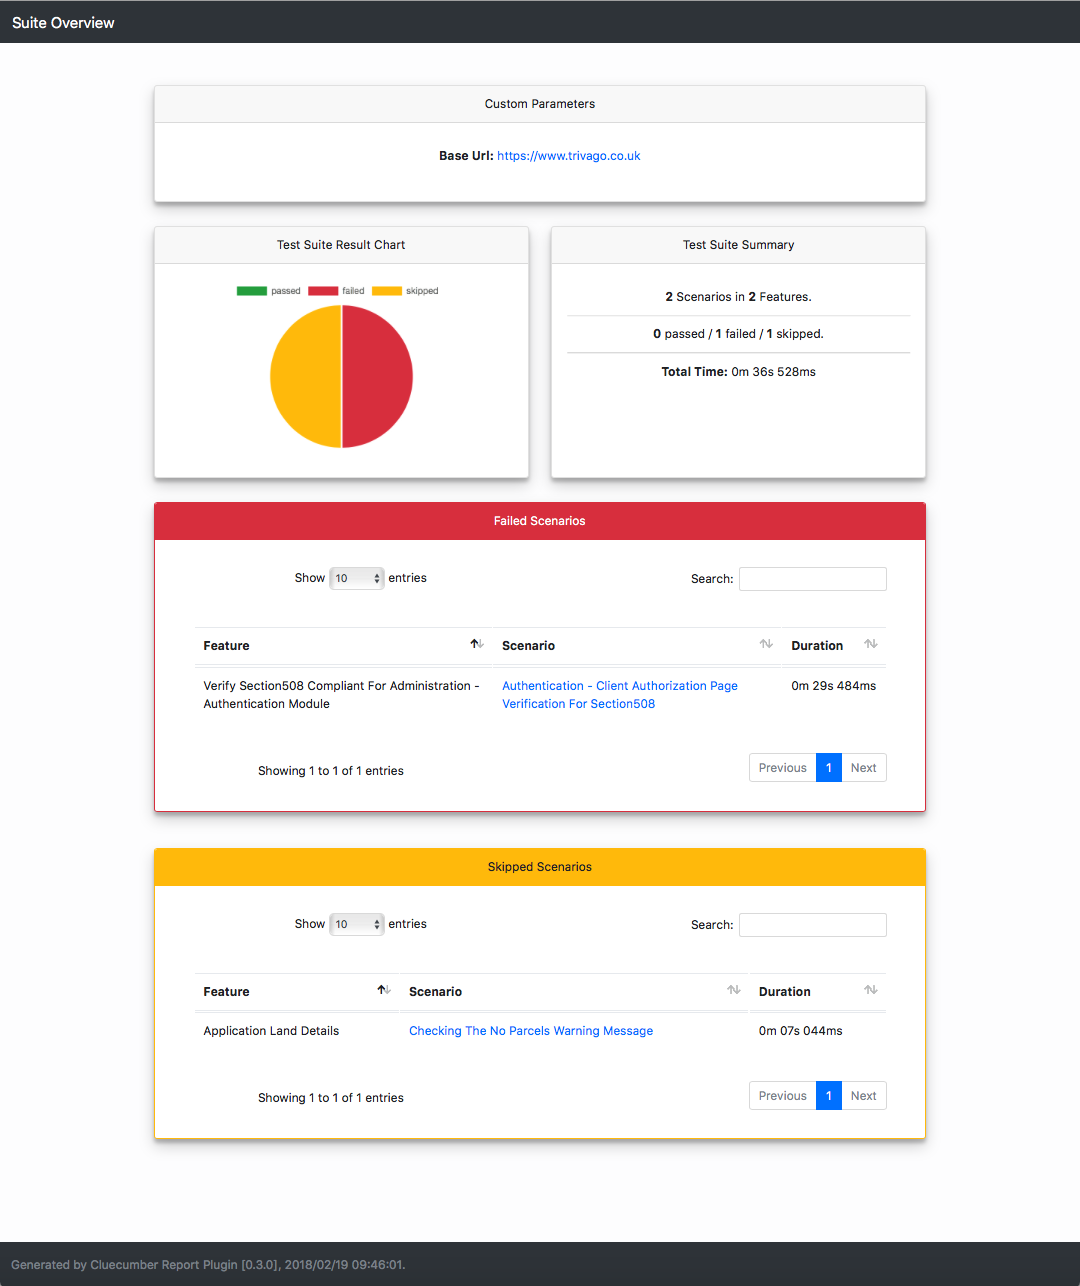 Suite Overview
Custom Parameters
Base Url: https://www.trivago.co.uk
Test Suite Result Chart
passed failed skipped
Test Suite Summary
2 Scenarios in 2 Features.
0 passed / 1 failed / 1 skipped.
Total Time: 0m 36s 528ms
Failed Scenarios
Show 10 entries Search:
Feature Scenario Duration
Verify Section508 Compliant For Administration - Authentication - Client Authorization Page 0m 29s 484ms
Authentication Module Verification For Section508
Showing 1 to 1 of 1 entries Previous 1 Next
Skipped Scenarios
Show 10 entries Search:
Feature Scenario Duration
Application Land Details Checking The No Parcels Warning Message 0m 07s 044ms
Showing 1 to 1 of 1 entries Previous 1 Next
Generated by Cluecumber Report Plugin [0.3.0], 2018/02/19 09:46:01.